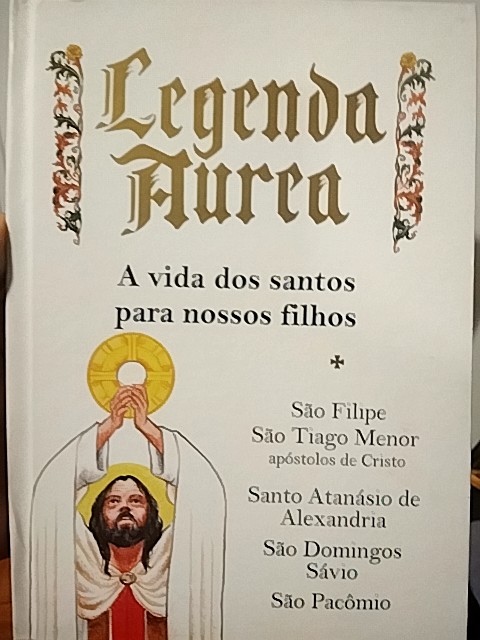 Legenda
Aurea
A vida dos santos
para nossos filhos
São Filipe
São Tiago Menor
apóstolos de Cristo
Santo Atanásio de
Alexandria
São Domingos
Sávio
São Pacômio